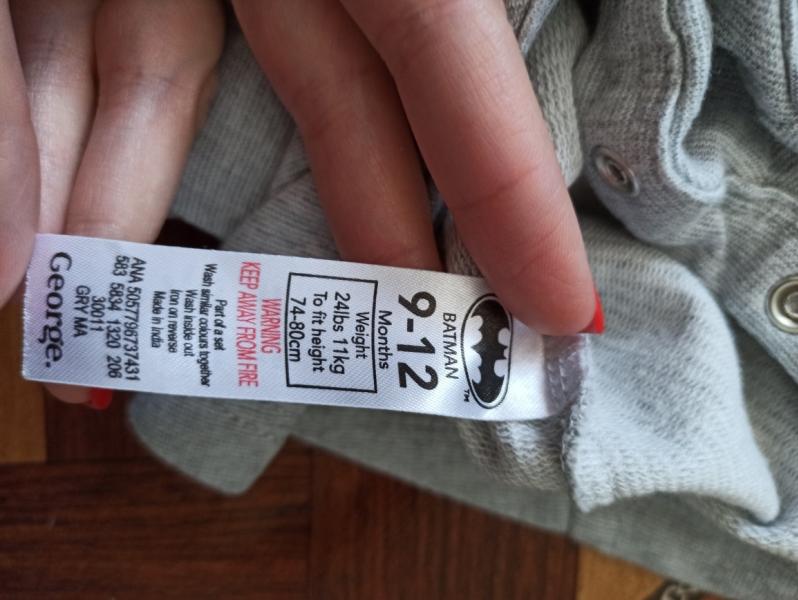 BATMAN ™
9-12
Months
Weight
24lbs 11kg
To fit height
74-80cm
WARNING
KEEP AWAY FROM FIRE
Part of a set
Wash similar colours together
Wash inside out
Iron on reverse
Made in India
ANA 5057796737431
583 5834 1320 206
30011
GRY MA
George.